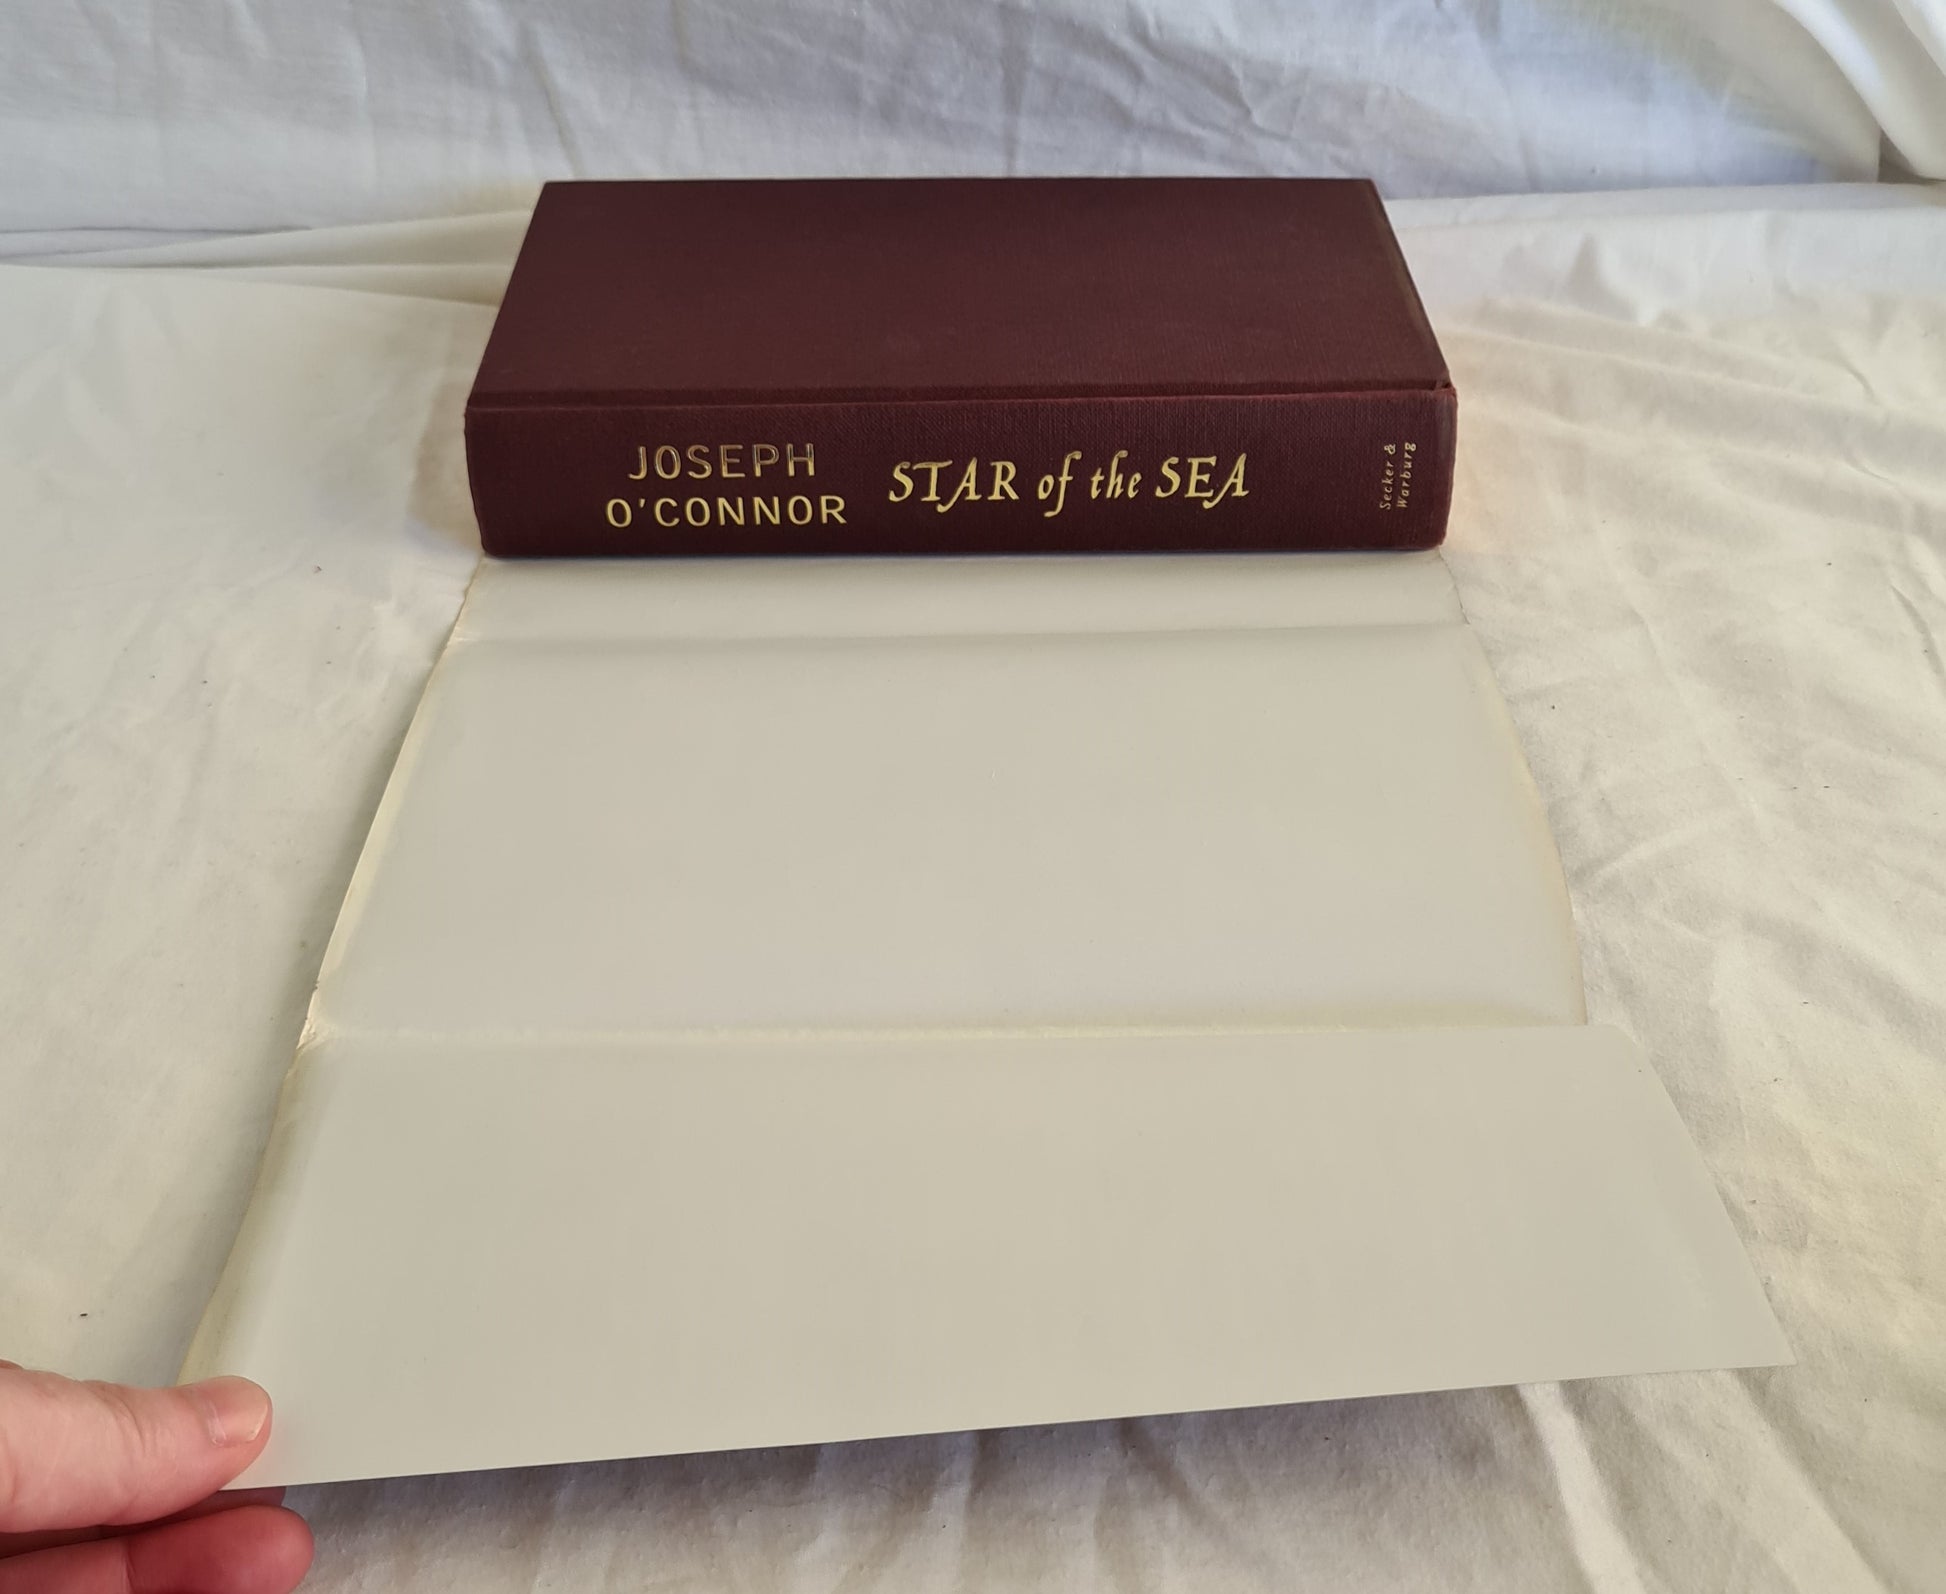 JOSEPH
O'CONNOR
STAR of the SEA
Secker &
Warburg